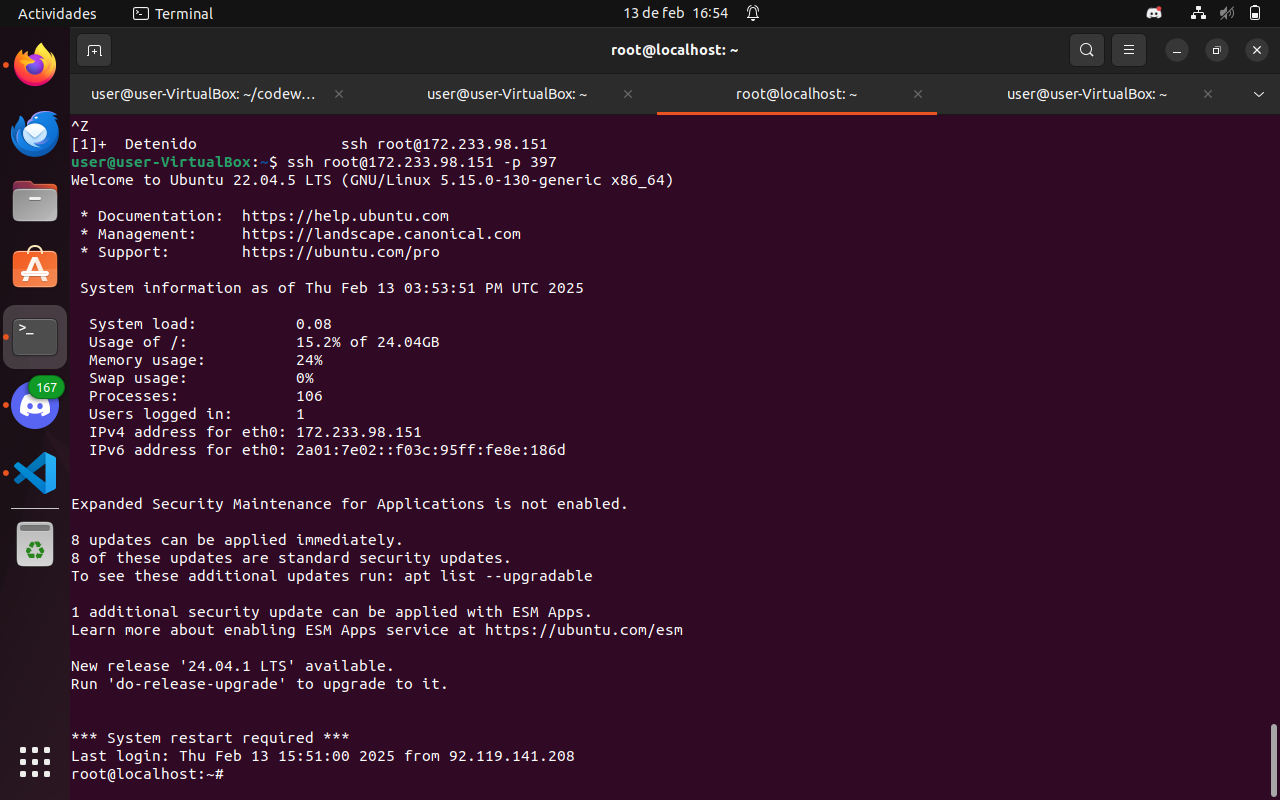 Actividades
Terminal
13 de feb 16:54
root@localhost: ~
user@user-VirtualBox: ~/codew...
user@user-VirtualBox: ~
root@localhost: ~
user@user-VirtualBox: ~
^Z
[1]+  Detenido                ssh root@172.233.98.151
user@user-VirtualBox:~$ ssh root@172.233.98.151 -p 397
Welcome to Ubuntu 22.04.5 LTS (GNU/Linux 5.15.0-130-generic x86_64)
* Documentation:  https://help.ubuntu.com
* Management:     https://landscape.canonical.com
* Support:        https://ubuntu.com/pro
System information as of Thu Feb 13 03:53:51 PM UTC 2025
System load:           0.08
Usage of /:            15.2% of 24.04GB
Memory usage:          24%
Swap usage:            0%
Processes:             106
Users logged in:       1
IPv4 address for eth0: 172.233.98.151
IPv6 address for eth0: 2a01:7e02::f03c:95ff:fe8e:186d
Expanded Security Maintenance for Applications is not enabled.
8 updates can be applied immediately.
8 of these updates are standard security updates.
To see these additional updates run: apt list --upgradable
1 additional security update can be applied with ESM Apps.
Learn more about enabling ESM Apps service at https://ubuntu.com/esm
New release '24.04.1 LTS' available.
Run 'do-release-upgrade' to upgrade to it.
*** System restart required ***
Last login: Thu Feb 13 15:51:00 2025 from 92.119.141.208
root@localhost:~#
167